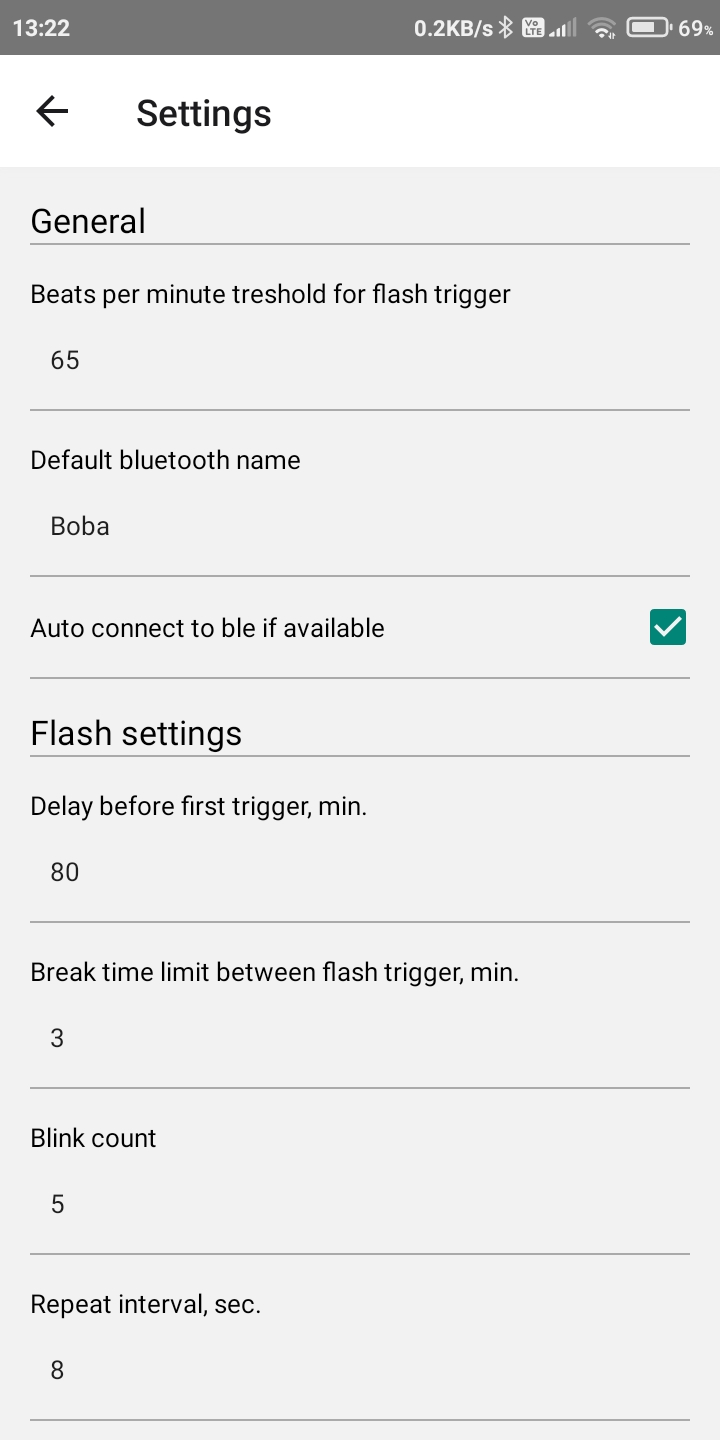 13:22 0.2KB/s Vo LTE 69%
Settings
General
Beats per minute treshold for flash trigger
65
Default bluetooth name
Boba
Auto connect to ble if available
Flash settings
Delay before first trigger, min.
80
Break time limit between flash trigger, min.
3
Blink count
5
Repeat interval, sec.
8